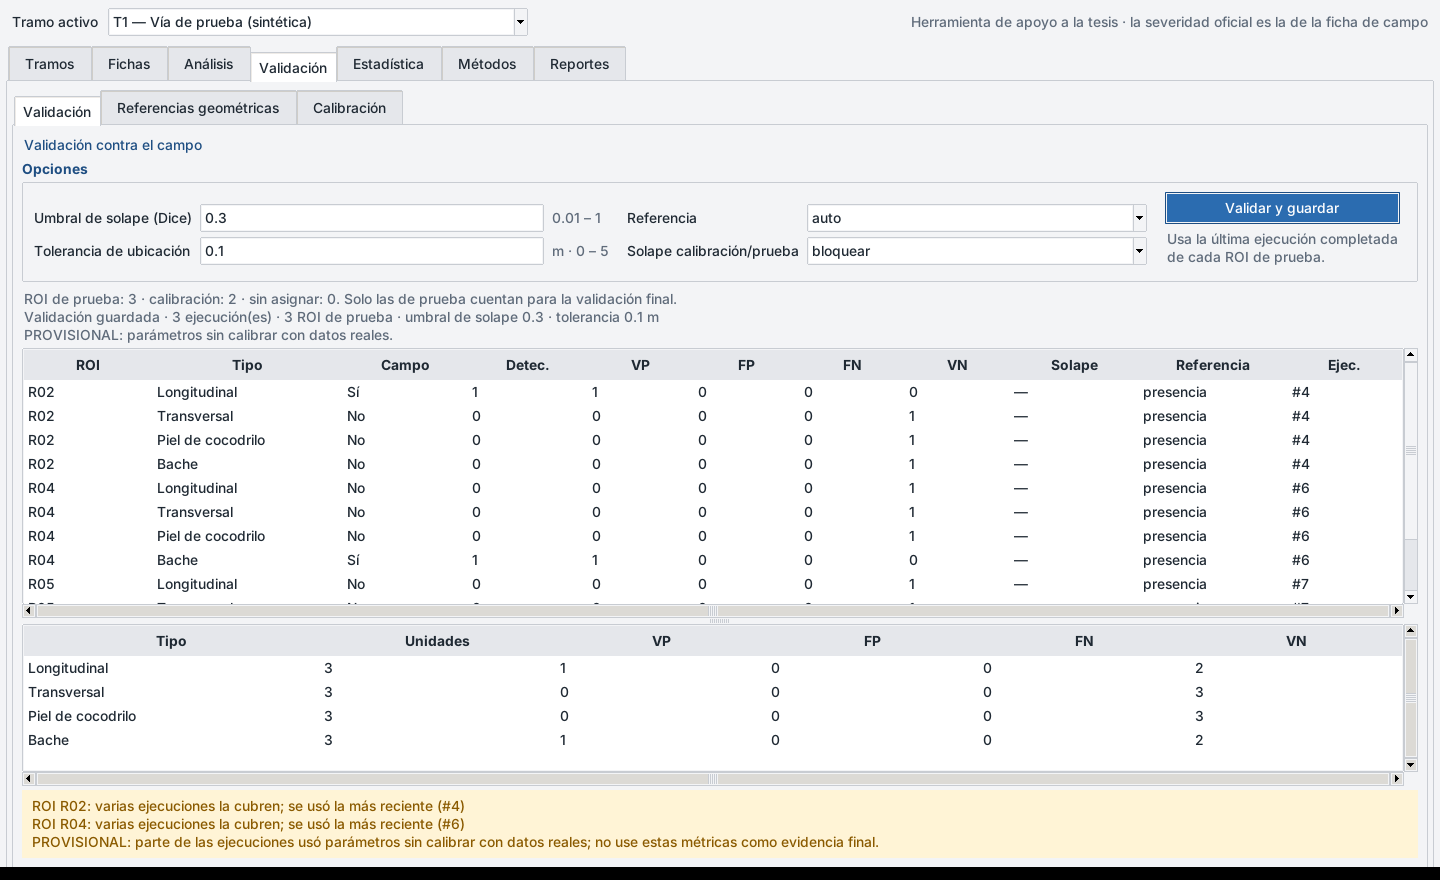 Tramo activo T1 — Vía de prueba (sintética) Herramienta de apoyo a la tesis · la severidad oficial es la de la ficha de campo
Tramos Fichas Análisis Validación Estadística Métodos Reportes
Validación Referencias geométricas Calibración
Validación contra el campo
Opciones
Umbral de solape (Dice) 0.3 0.01 – 1 Referencia auto Validar y guardar
Tolerancia de ubicación 0.1 m · 0 – 5 Solape calibración/prueba bloquear Usa la última ejecución completada
de cada ROI de prueba.
ROI de prueba: 3 · calibración: 2 · sin asignar: 0. Solo las de prueba cuentan para la validación final.
Validación guardada · 3 ejecución(es) · 3 ROI de prueba · umbral de solape 0.3 · tolerancia 0.1 m
PROVISIONAL: parámetros sin calibrar con datos reales.
ROI Tipo Campo Detec. VP FP FN VN Solape Referencia Ejec.
R02 Longitudinal Sí 1 1 0 0 0 — presencia #4
R02 Transversal No 0 0 0 0 1 — presencia #4
R02 Piel de cocodrilo No 0 0 0 0 1 — presencia #4
R02 Bache No 0 0 0 0 1 — presencia #4
R04 Longitudinal No 0 0 0 0 1 — presencia #6
R04 Transversal No 0 0 0 0 1 — presencia #6
R04 Piel de cocodrilo No 0 0 0 0 1 — presencia #6
R04 Bache Sí 1 1 0 0 0 — presencia #6
R05 Longitudinal No 0 0 0 0 1 — presencia #7
Tipo Unidades VP FP FN VN
Longitudinal 3 1 0 0 2
Transversal 3 0 0 0 3
Piel de cocodrilo 3 0 0 0 3
Bache 3 1 0 0 2
ROI R02: varias ejecuciones la cubren; se usó la más reciente (#4)
ROI R04: varias ejecuciones la cubren; se usó la más reciente (#6)
PROVISIONAL: parte de las ejecuciones usó parámetros sin calibrar con datos reales; no use estas métricas como evidencia final.